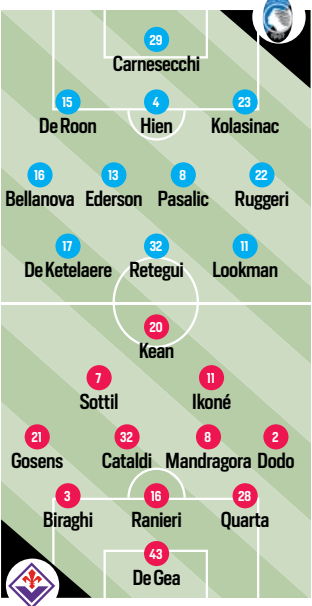 29
Carnesecchi
15 4 23
De Roon Hien Kolasinac
16 13 8 22
Bellanova Ederson Pasalic Ruggeri
17 32 11
De Ketelaere Retegui Lookman
20
Kean
7 11
Sottil Ikoné
21 32 8 2
Gosens Cataldi Mandragora Dodo
3 16 28
Biraghi Ranieri Quarta
43
De Gea